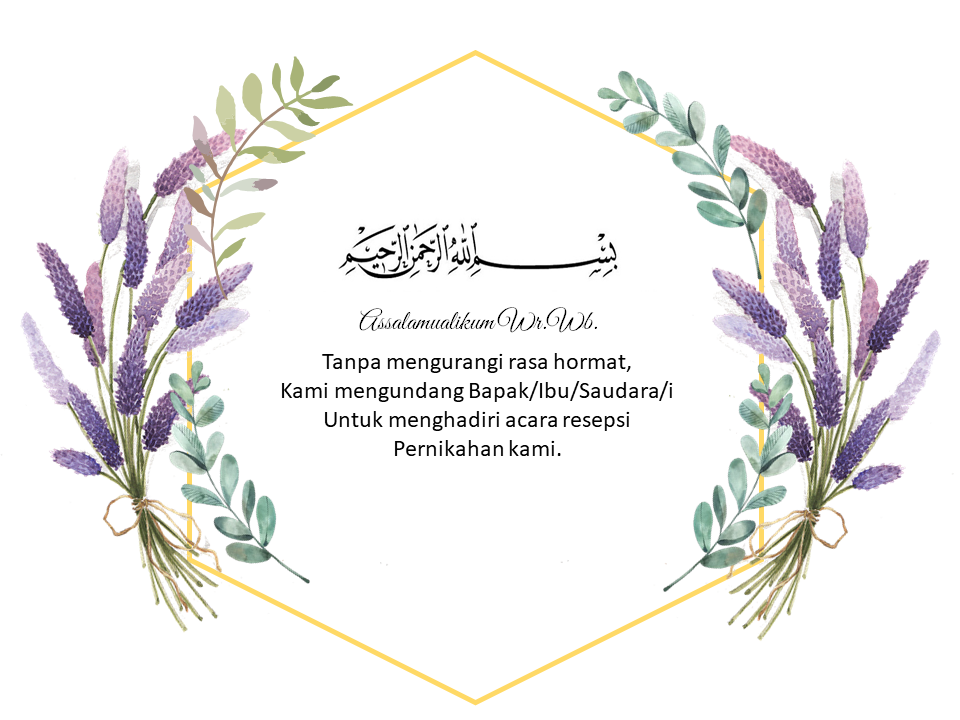 بِسْمِ اللهِ الرَّحْمٰنِ الرَّحِيْمِ
Assalamualikum Wr.Wb.
Tanpa mengurangi rasa hormat,
Kami mengundang Bapak/Ibu/Saudara/i
Untuk menghadiri acara resepsi
Pernikahan kami.